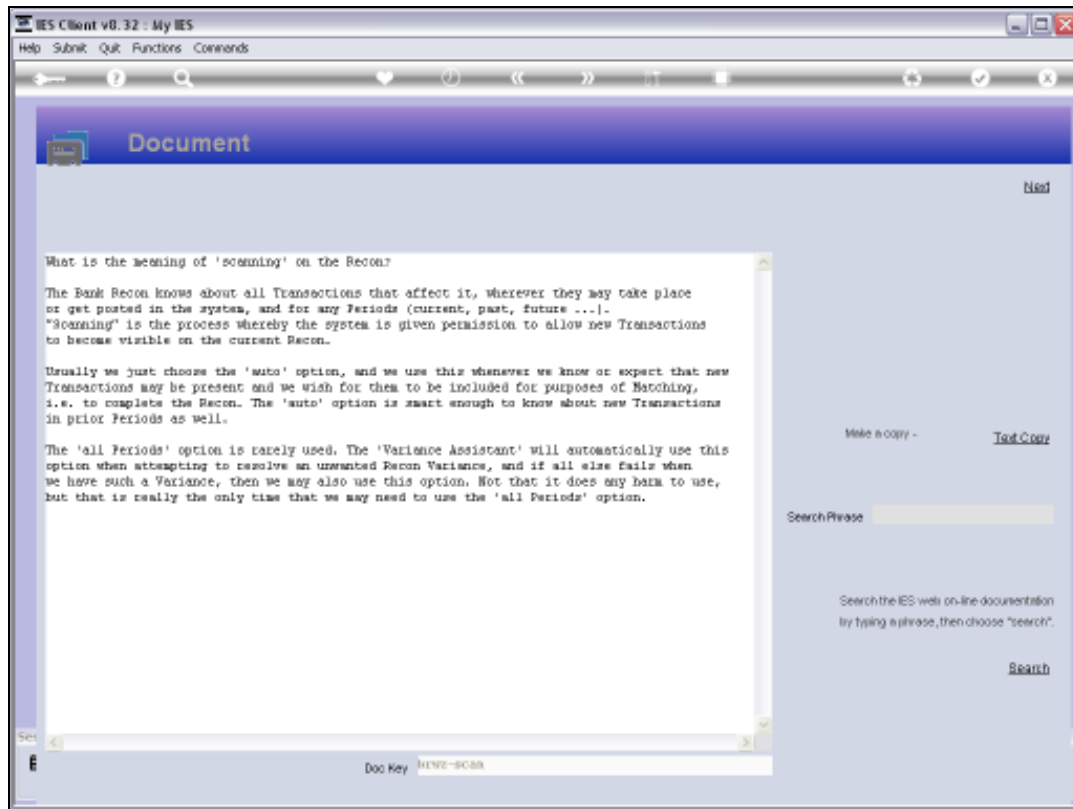 IES Client v8.32 : My IES
Help Submit Quit Functions Commands
Document
Next
What is the meaning of 'scanning' on the Recon?
The Bank Recon knows about all Transactions that affect it, wherever they may take place
or get posted in the system, and for any Periods (current, past, future ...).
"Scanning" is the process whereby the system is given permission to allow new Transactions
to become visible on the current Recon.
Usually we just choose the 'auto' option, and we use this whenever we know or expect that new
Transactions may be present and we wish for them to be included for purposes of Matching,
i.e. to complete the Recon. The 'auto' option is smart enough to know about new Transactions
in prior Periods as well.
The 'all Periods' option is rarely used. The 'Variance Assistant' will automatically use this
option when attempting to resolve an unwanted Recon Variance, and if all else fails when
we have such a Variance, then we may also use this option. Not that it does any harm to use,
but that is really the only time that we may need to use the 'all Periods' option.
Make a copy -
Text Copy
Search Phrase
Search the IES web on-line documentation
by typing a phrase, then choose "search".
Search
Ses
Doc Key